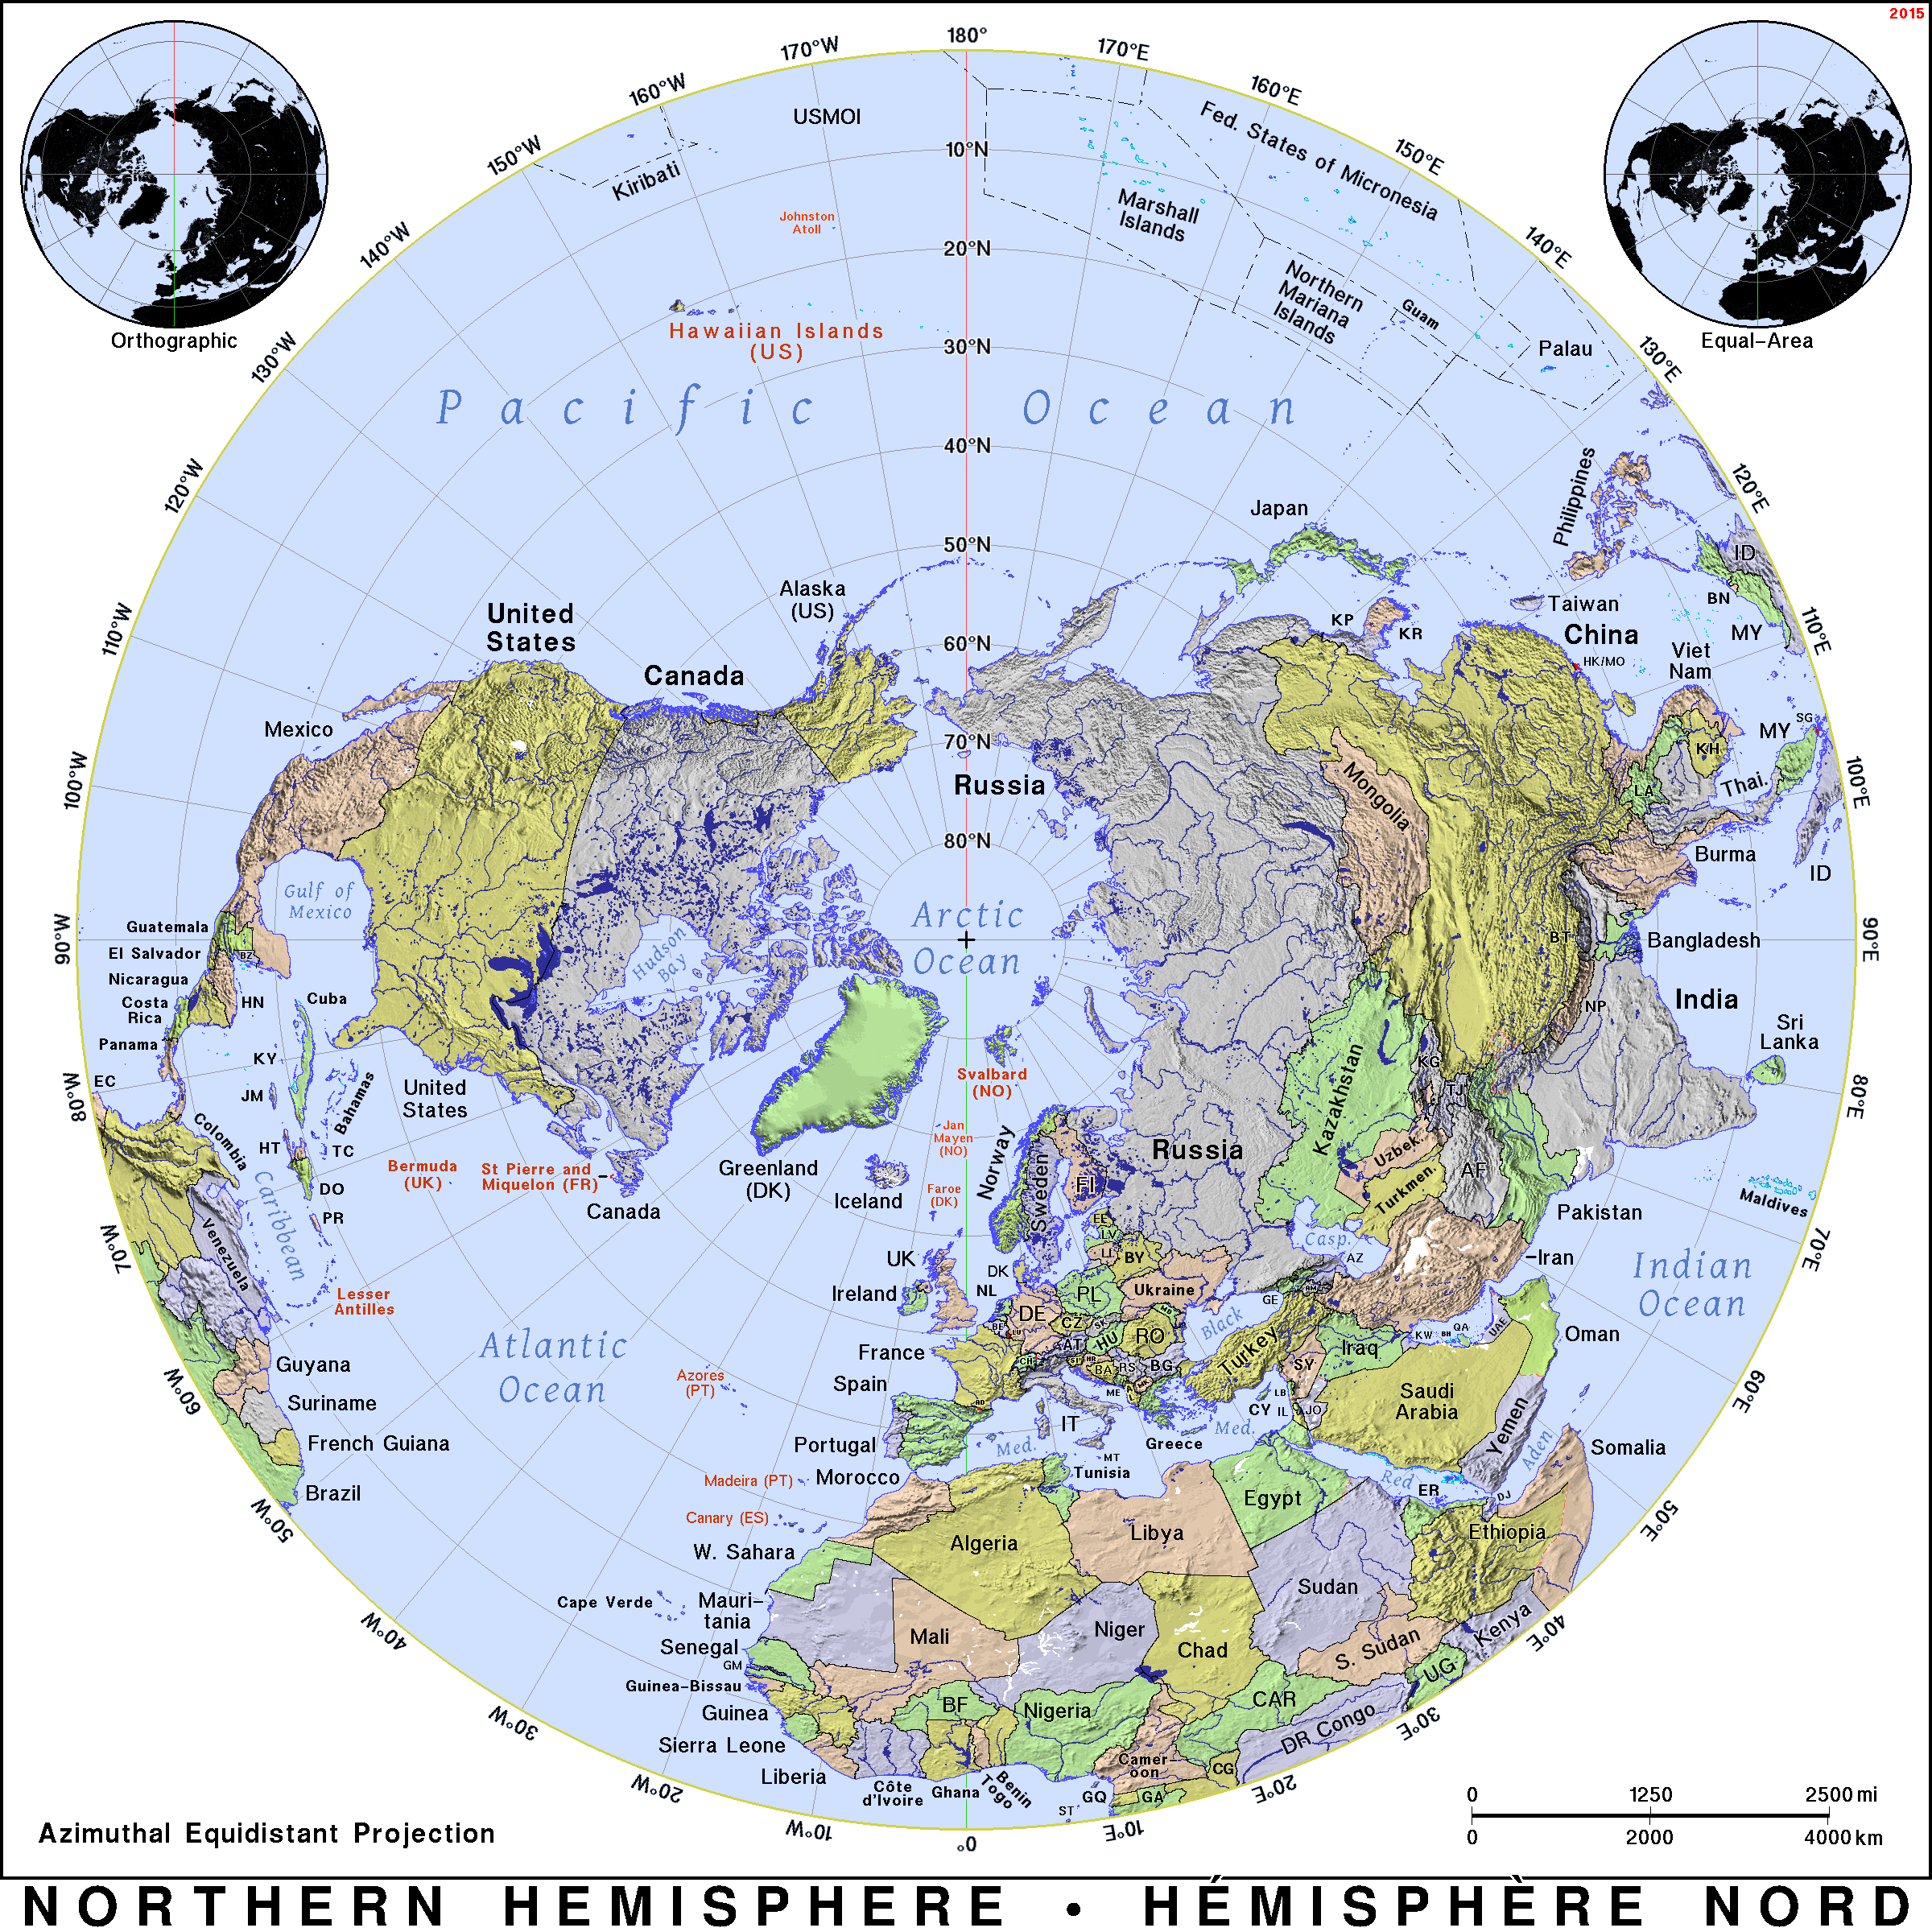 2015
180°
170°W
170°E
160°W
160°E
150°W
150°E
140°W
140°E
130°W
130°E
120°W
120°E
110°W
110°E
100°W
100°E
90°W
90°E
80°W
80°E
70°W
70°E
60°W
60°E
50°W
50°E
40°W
40°E
30°W
30°E
20°W
20°E
10°W
10°E
0°
10°N
20°N
30°N
40°N
50°N
60°N
70°N
80°N
Orthographic
Equal-Area
USMOI
Kiribati
Johnston
Atoll
Fed. States of Micronesia
Marshall
Islands
Northern
Mariana
Islands
Guam
Palau
Hawaiian Islands
(US)
Pacific Ocean
Philippines
Japan
Alaska
(US)
United
States
Canada
Mexico
KP
KR
Taiwan
China
HK/MO
Viet
Nam
ID
BN
MY
MY
SG
KH
LA
Thai.
Burma
ID
Russia
Mongolia
Gulf of
Mexico
Hudson
Bay
Arctic
Ocean
BT
Bangladesh
NP
India
Sri
Lanka
Guatemala
El Salvador
BZ
Nicaragua
HN
Costa
Rica
Panama
EC
Cuba
KY
JM
Bahamas
HT
TC
DO
PR
Colombia
Venezuela
Caribbean
Lesser
Antilles
United
States
Bermuda
(UK)
St Pierre and
Miquelon (FR)
Canada
Greenland
(DK)
Iceland
Svalbard
(NO)
Jan
Mayen
(NO)
Faroe
(DK)
Norway
Sweden
FI
Russia
Kazakhstan
KG
TJ
Uzbek.
Turkmen.
AF
Pakistan
Maldives
Iran
Casp.
AZ
AM
GE
Indian
Ocean
UK
Ireland
DK
NL
EE
LV
LI
BY
PL
Ukraine
DE
BE
LU
CZ
SK
MD
AT
HU
RO
CH
SI
HR
BA
RS
BG
ME
MK
AL
Black
Turkey
France
Spain
Portugal
AD
IT
Med.
Med.
Greece
MT
Tunisia
CY
LB
IL
SY
JO
Iraq
KW
BH
QA
UAE
Oman
Saudi
Arabia
Yemen
Aden
Red
Somalia
Guyana
Suriname
French Guiana
Brazil
Atlantic
Ocean
Azores
(PT)
Madeira (PT)
Canary (ES)
Morocco
W. Sahara
Cape Verde
Mauri-
tania
Senegal
GM
Guinea-Bissau
Guinea
Sierra Leone
Liberia
Algeria
Libya
Egypt
ER
DJ
Ethiopia
Sudan
Mali
Niger
Chad
S. Sudan
Kenya
UG
BF
Nigeria
CAR
DR Congo
Camer-
oon
CG
GA
GQ
ST
Côte
d'Ivoire
Ghana
Togo
Benin
0 1250 2500 mi
0 2000 4000 km
Azimuthal Equidistant Projection
NORTHERN HEMISPHERE • HÉMISPHÈRE NORD